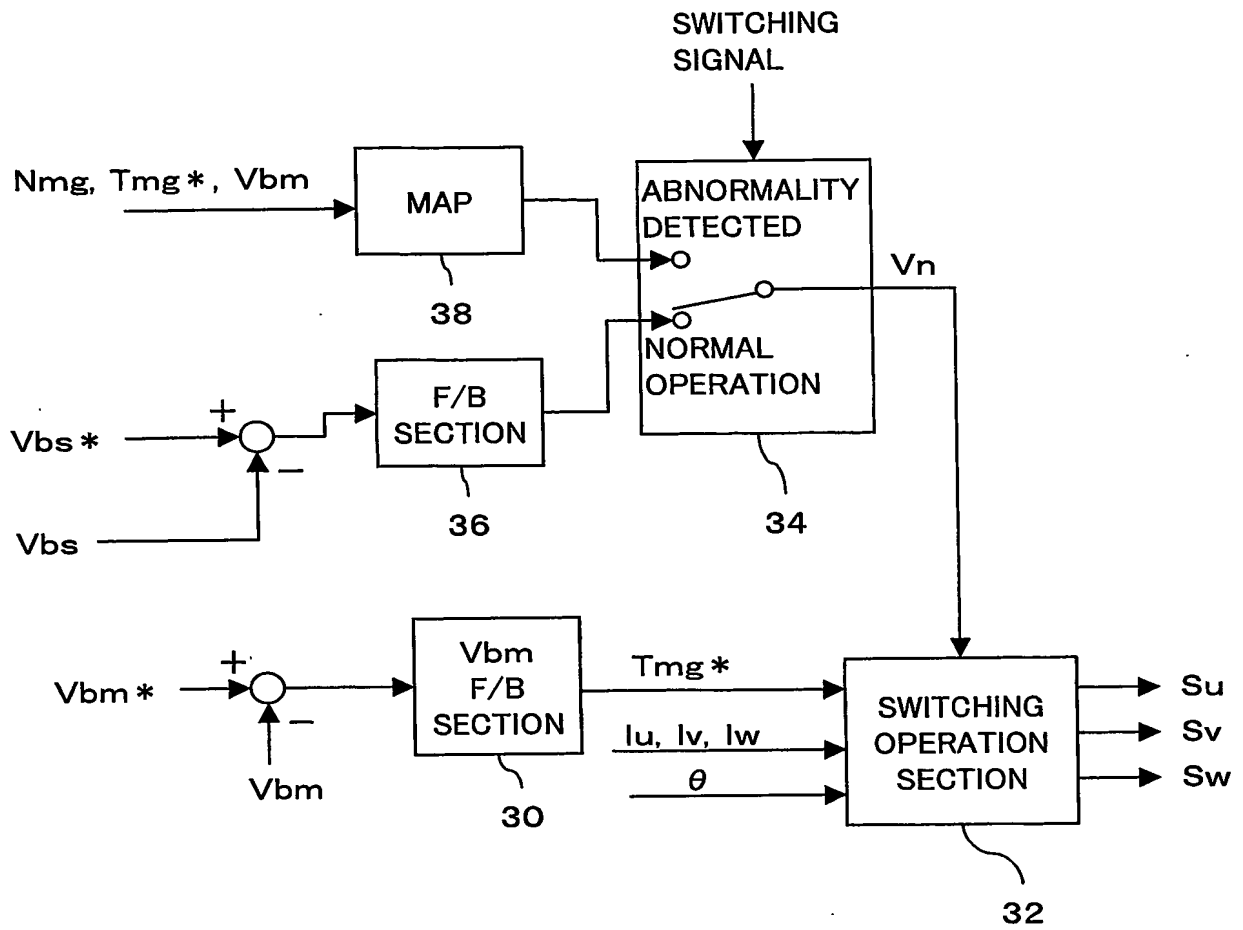 SWITCHING
SIGNAL
Nmg, Tmg*, Vbm
MAP
38
ABNORMALITY
DETECTED
NORMAL
OPERATION
34
Vn
Vbs*
+
−
Vbs
F/B
SECTION
36
Vbm*
+
−
Vbm
Vbm
F/B
SECTION
30
Tmg*
Iu, Iv, Iw
θ
SWITCHING
OPERATION
SECTION
32
Su
Sv
Sw